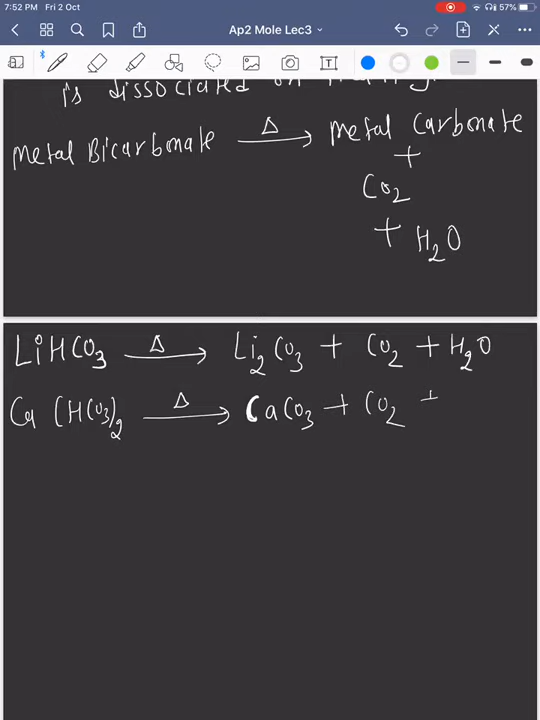 7:52 PM Fri 2 Oct 57%
Ap2 Mole Lec3
is dissociated on
Metal Bicarbonate Δ→ Metal Carbonate
+
CO2
+ H2O
LiHCO3 Δ→ Li2CO3 + CO2 + H2O
Ca (HCO3)2 Δ→ CaCO3 + CO2 +